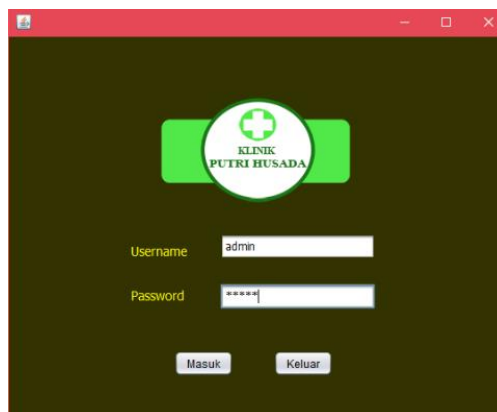 KLINIK
PUTRI HUSADA
Username admin
Password *****
Masuk Keluar